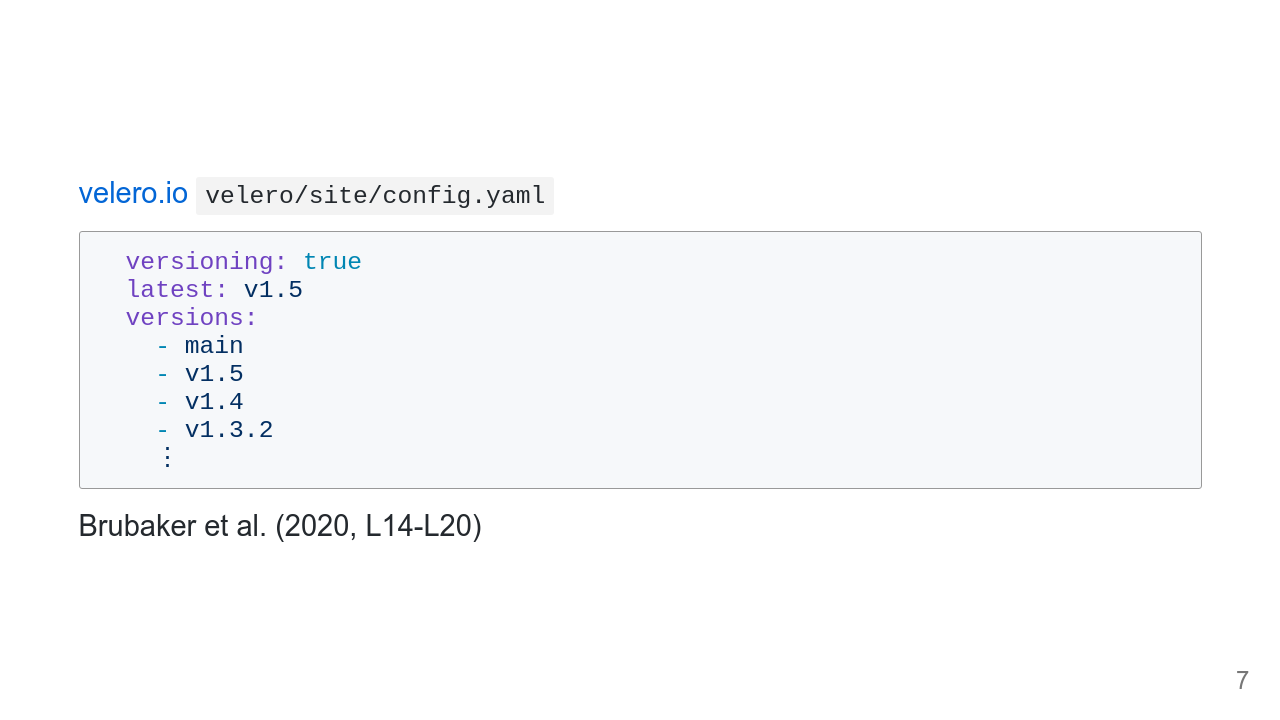 velero.io velero/site/config.yaml
versioning: true
latest: v1.5
versions:
- main
- v1.5
- v1.4
- v1.3.2
⋮
Brubaker et al. (2020, L14-L20)
7